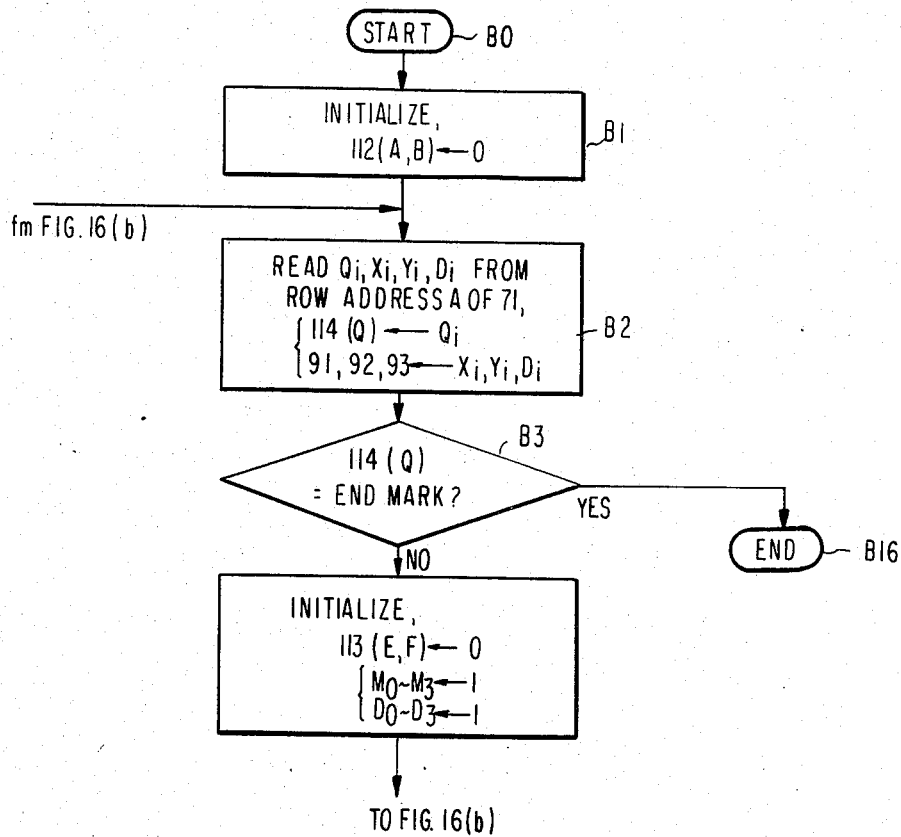 START B0
INITIALIZE,
112(A,B)←0 B1
fm FIG. 16(b)
READ Qi, Xi, Yi, Di FROM
ROW ADDRESS A OF 71,
114 (Q) ← Qi B2
91, 92, 93 ← Xi, Yi, Di
B3
114 (Q)
= END MARK?
YES
NO
END B16
INITIALIZE,
113 (E, F) ← 0
M0~M3 ← 1
D0~D3 ← 1
TO FIG. 16(b)